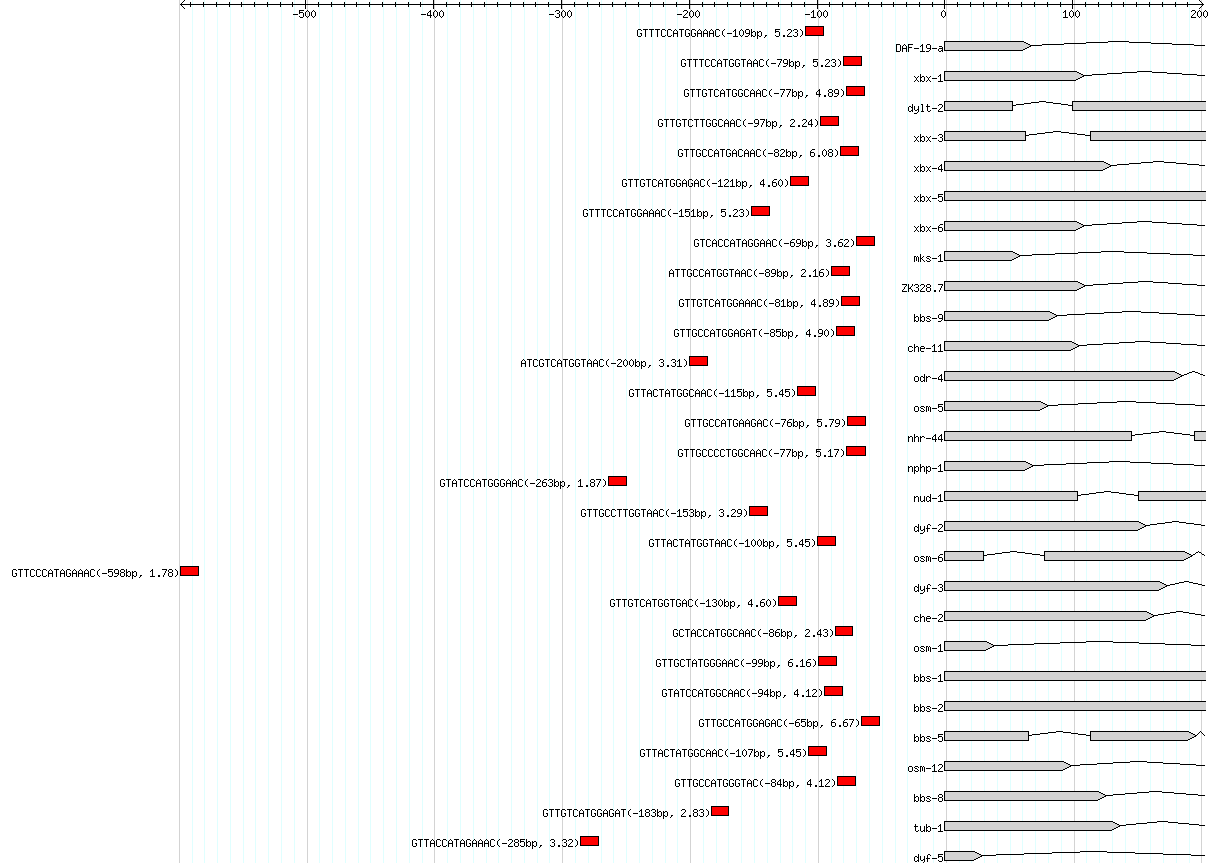 -500 -400 -300 -200 -100 0 100 200
GTTTCCATGGAAAC(-109bp, 5.23)
DAF-19-a
GTTTCCATGGTAAC(-79bp, 5.23)
xbx-1
GTTGTCATGGCAAC(-77bp, 4.89)
dylt-2
GTTGTCTTGGCAAC(-97bp, 2.24)
xbx-3
GTTGCCATGACAAC(-82bp, 6.08)
xbx-4
GTTGTCATGGAGAC(-121bp, 4.60)
xbx-5
GTTTCCATGGAAAC(-151bp, 5.23)
xbx-6
GTCACCATAGGAAC(-69bp, 3.62)
mks-1
ATTGCCATGGTAAC(-89bp, 2.16)
ZK328.7
GTTGTCATGGAAAC(-81bp, 4.89)
bbs-9
GTTGCCATGGAGAT(-85bp, 4.90)
che-11
ATCGTCATGGTAAC(-200bp, 3.31)
odr-4
GTTACTATGGCAAC(-115bp, 5.45)
osm-5
GTTGCCATGAAGAC(-76bp, 5.79)
nhr-44
GTTGCCCCTGGCAAC(-77bp, 5.17)
nphp-1
GTATCCATGGGAAC(-263bp, 1.87)
nud-1
GTTGCCTTGGTAAC(-153bp, 3.29)
dyf-2
GTTACTATGGTAAC(-100bp, 5.45)
osm-6
GTTCCCATAGAAAC(-598bp, 1.78)
dyf-3
GTTGTCATGGTGAC(-130bp, 4.60)
che-2
GCTACCATGGCAAC(-86bp, 2.43)
osm-1
GTTGCTATGGGAAC(-99bp, 6.16)
bbs-1
GTATCCATGGCAAC(-94bp, 4.12)
bbs-2
GTTGCCATGGAGAC(-65bp, 6.67)
bbs-5
GTTACTATGGCAAC(-107bp, 5.45)
osm-12
GTTGCCATGGGTAC(-84bp, 4.12)
bbs-8
GTTGTCATGGAGAT(-183bp, 2.83)
tub-1
GTTACCATAGAAAC(-285bp, 3.32)
dyf-5